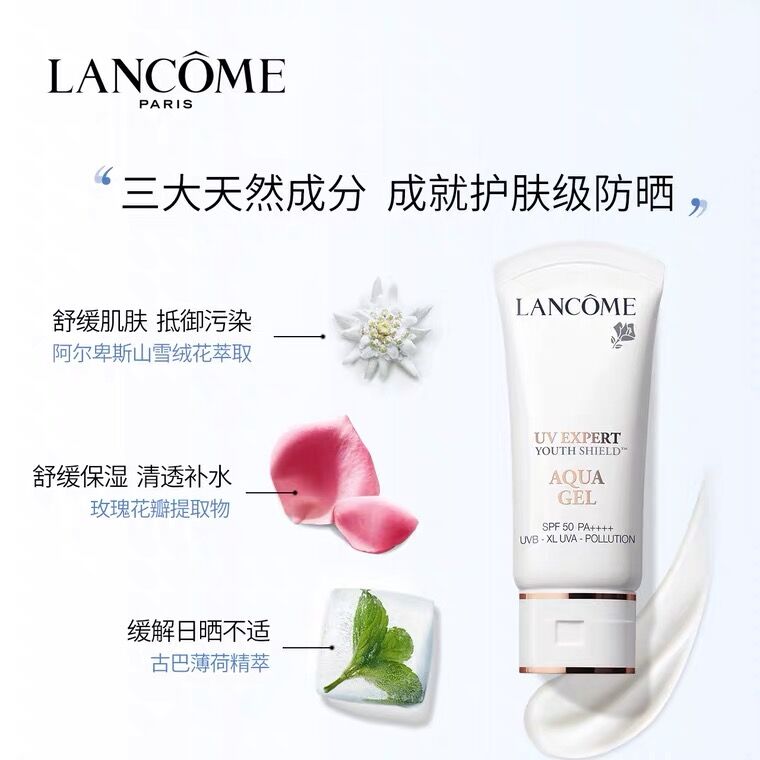 LANCÔME
PARIS
“三大天然成分 成就护肤级防晒”
舒缓肌肤 抵御污染
阿尔卑斯山雪绒花萃取
舒缓保湿 清透补水
玫瑰花瓣提取物
缓解日晒不适
古巴薄荷精萃
LANCÔME
UV EXPERT
YOUTH SHIELD™
AQUA
GEL
SPF 50 PA++++
UVB - XL UVA - POLLUTION